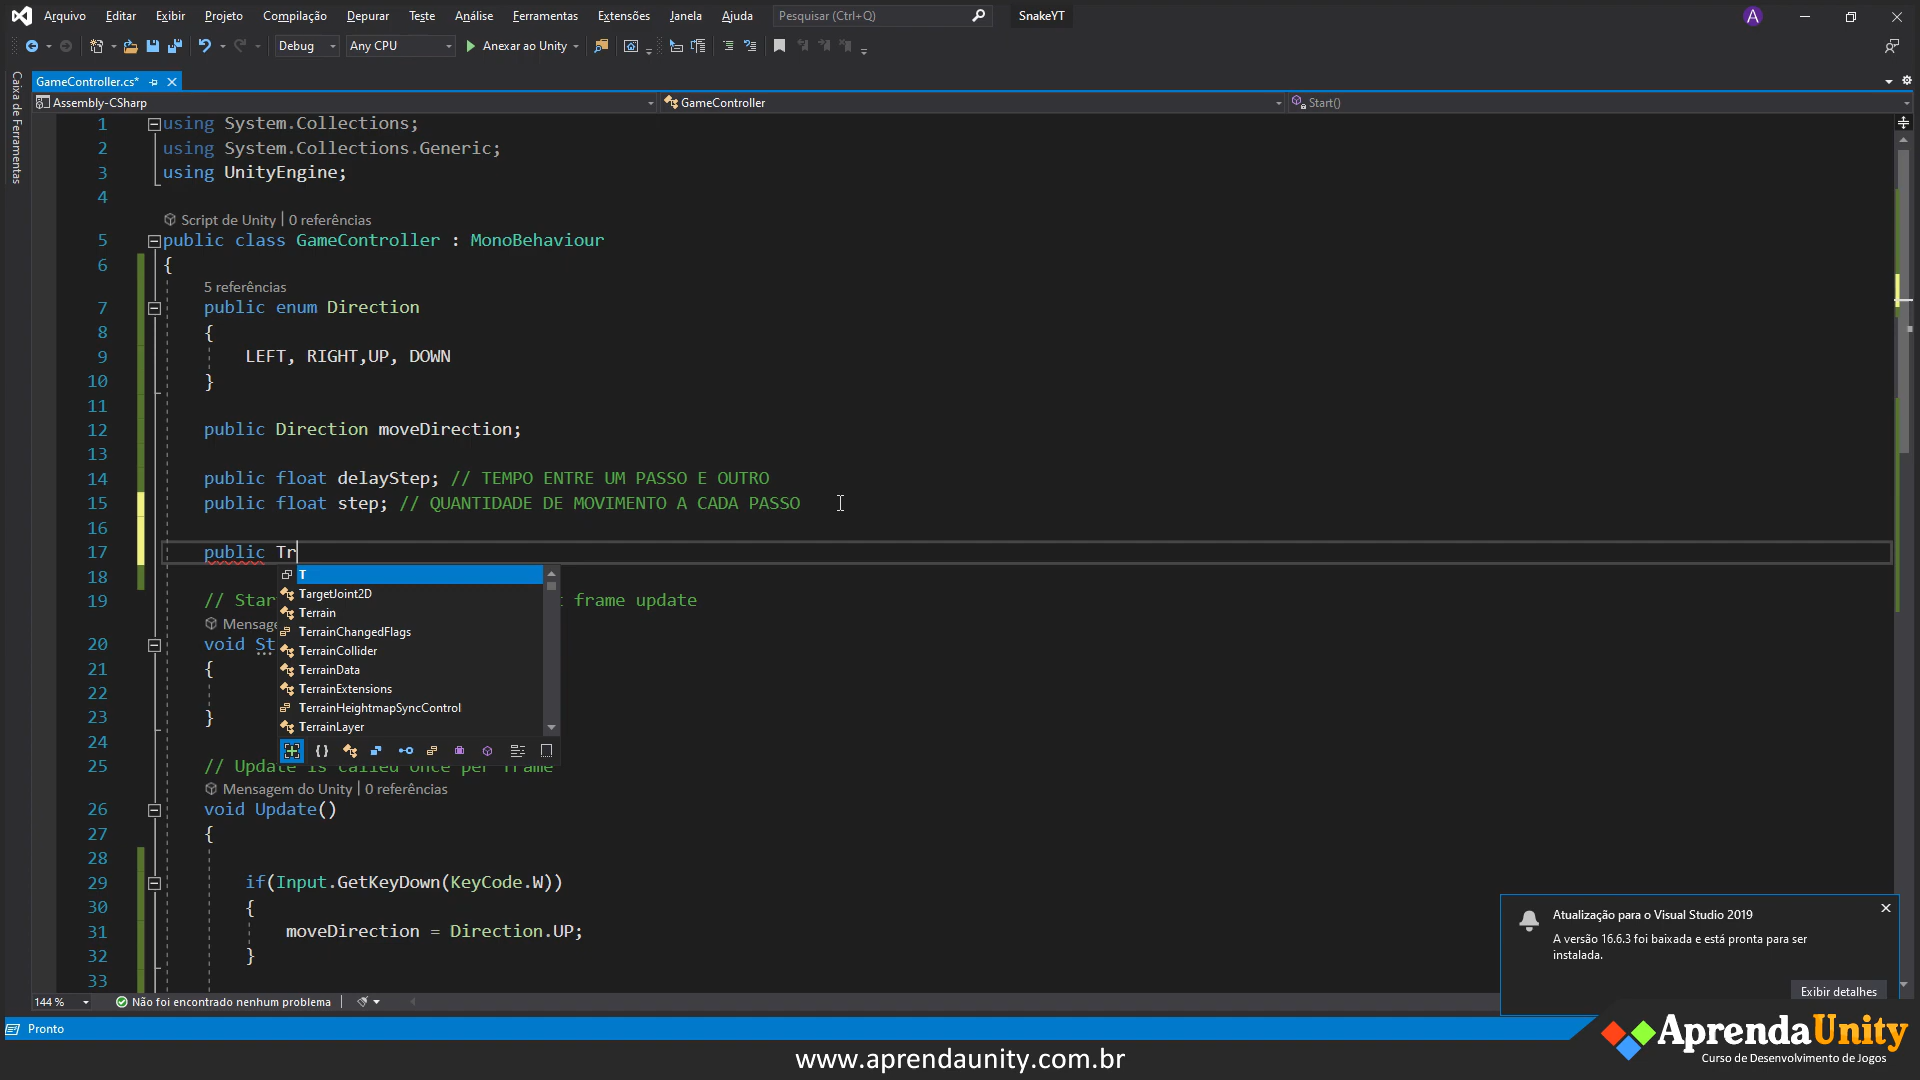 Arquivo Editar Exibir Projeto Compilação Depurar Teste Análise Ferramentas Extensões Janela Ajuda Pesquisar (Ctrl+Q) SnakeYT A
Debug Any CPU Anexar ao Unity
Caixa de Ferramentas
GameController.cs*
Assembly-CSharp GameController Start()
1 using System.Collections;
2 using System.Collections.Generic;
3 using UnityEngine;
4
Script de Unity | 0 referências
5 public class GameController : MonoBehaviour
6 {
5 referências
7 public enum Direction
8 {
9 LEFT, RIGHT,UP, DOWN
10 }
11
12 public Direction moveDirection;
13
14 public float delayStep; // TEMPO ENTRE UM PASSO E OUTRO
15 public float step; // QUANTIDADE DE MOVIMENTO A CADA PASSO
16
17 public Tr
18
T
TargetJoint2D
Terrain
TerrainChangedFlags
TerrainCollider
TerrainData
TerrainExtensions
TerrainHeightmapSyncControl
TerrainLayer
19 // Star frame update
Mensage
20 void St
21 {
22
23 }
24
25 // Update is called once per frame
Mensagem do Unity | 0 referências
26 void Update()
27 {
28
29 if(Input.GetKeyDown(KeyCode.W))
30 {
31 moveDirection = Direction.UP;
32 }
33
Atualização para o Visual Studio 2019
A versão 16.6.3 foi baixada e está pronta para ser
instalada.
Exibir detalhes
144 % Não foi encontrado nenhum problema
Pronto
AprendaUnity
Curso de Desenvolvimento de Jogos
www.aprendaunity.com.br